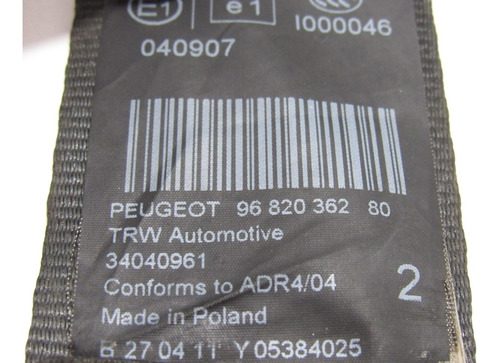 E1 e1
040907 I000046
PEUGEOT 96 820 362 80
TRW Automotive
34040961
Conforms to ADR4/04 2
Made in Poland
B 27 04 11 Y 05384025